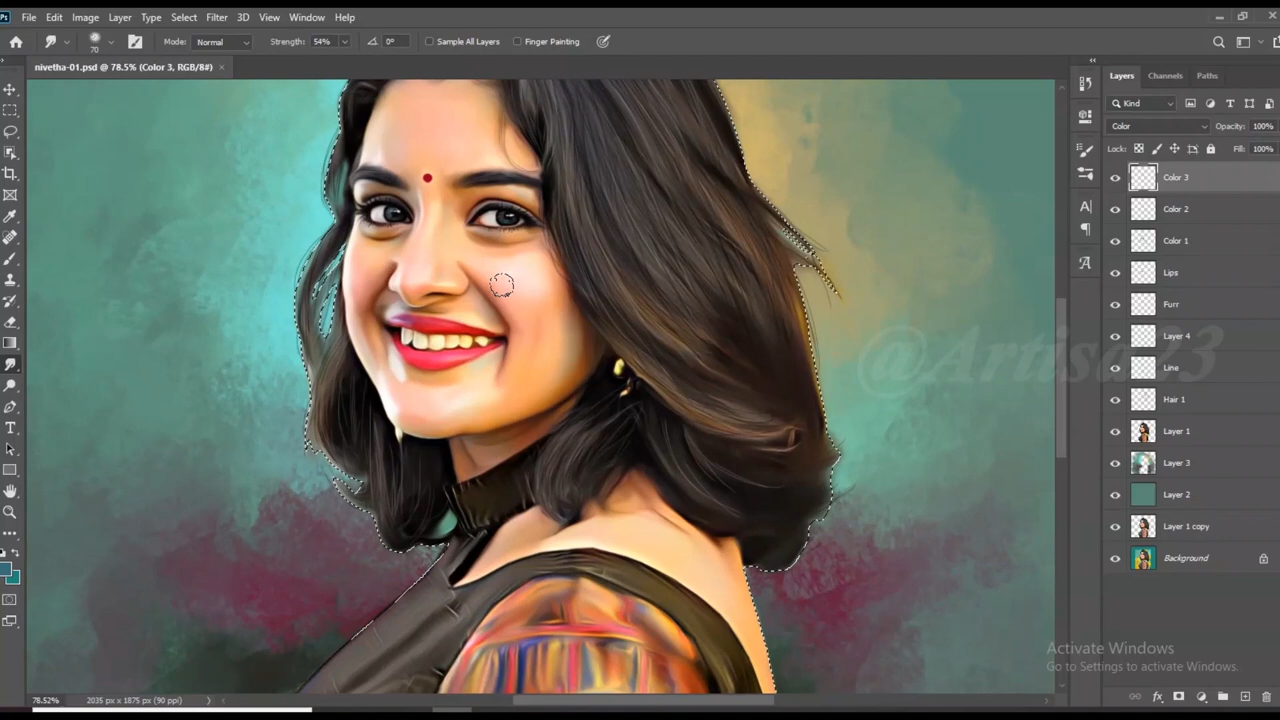 Ps File Edit Image Layer Type Select Filter 3D View Window Help
70 Mode: Normal Strength: 54% 0° Sample All Layers Finger Painting
nivetha-01.psd @ 78.5% (Color 3, RGB/8#) ×
Layers Channels Paths
Kind
Color Opacity: 100%
Lock: Fill: 100%
Color 3
Color 2
Color 1
Lips
Furr
Layer 4
Line
Hair 1
Layer 1
Layer 3
Layer 2
Layer 1 copy
Background
@Artisa23
Activate Windows
Go to Settings to activate Windows.
78.52% 2035 px x 1875 px (90 ppi)